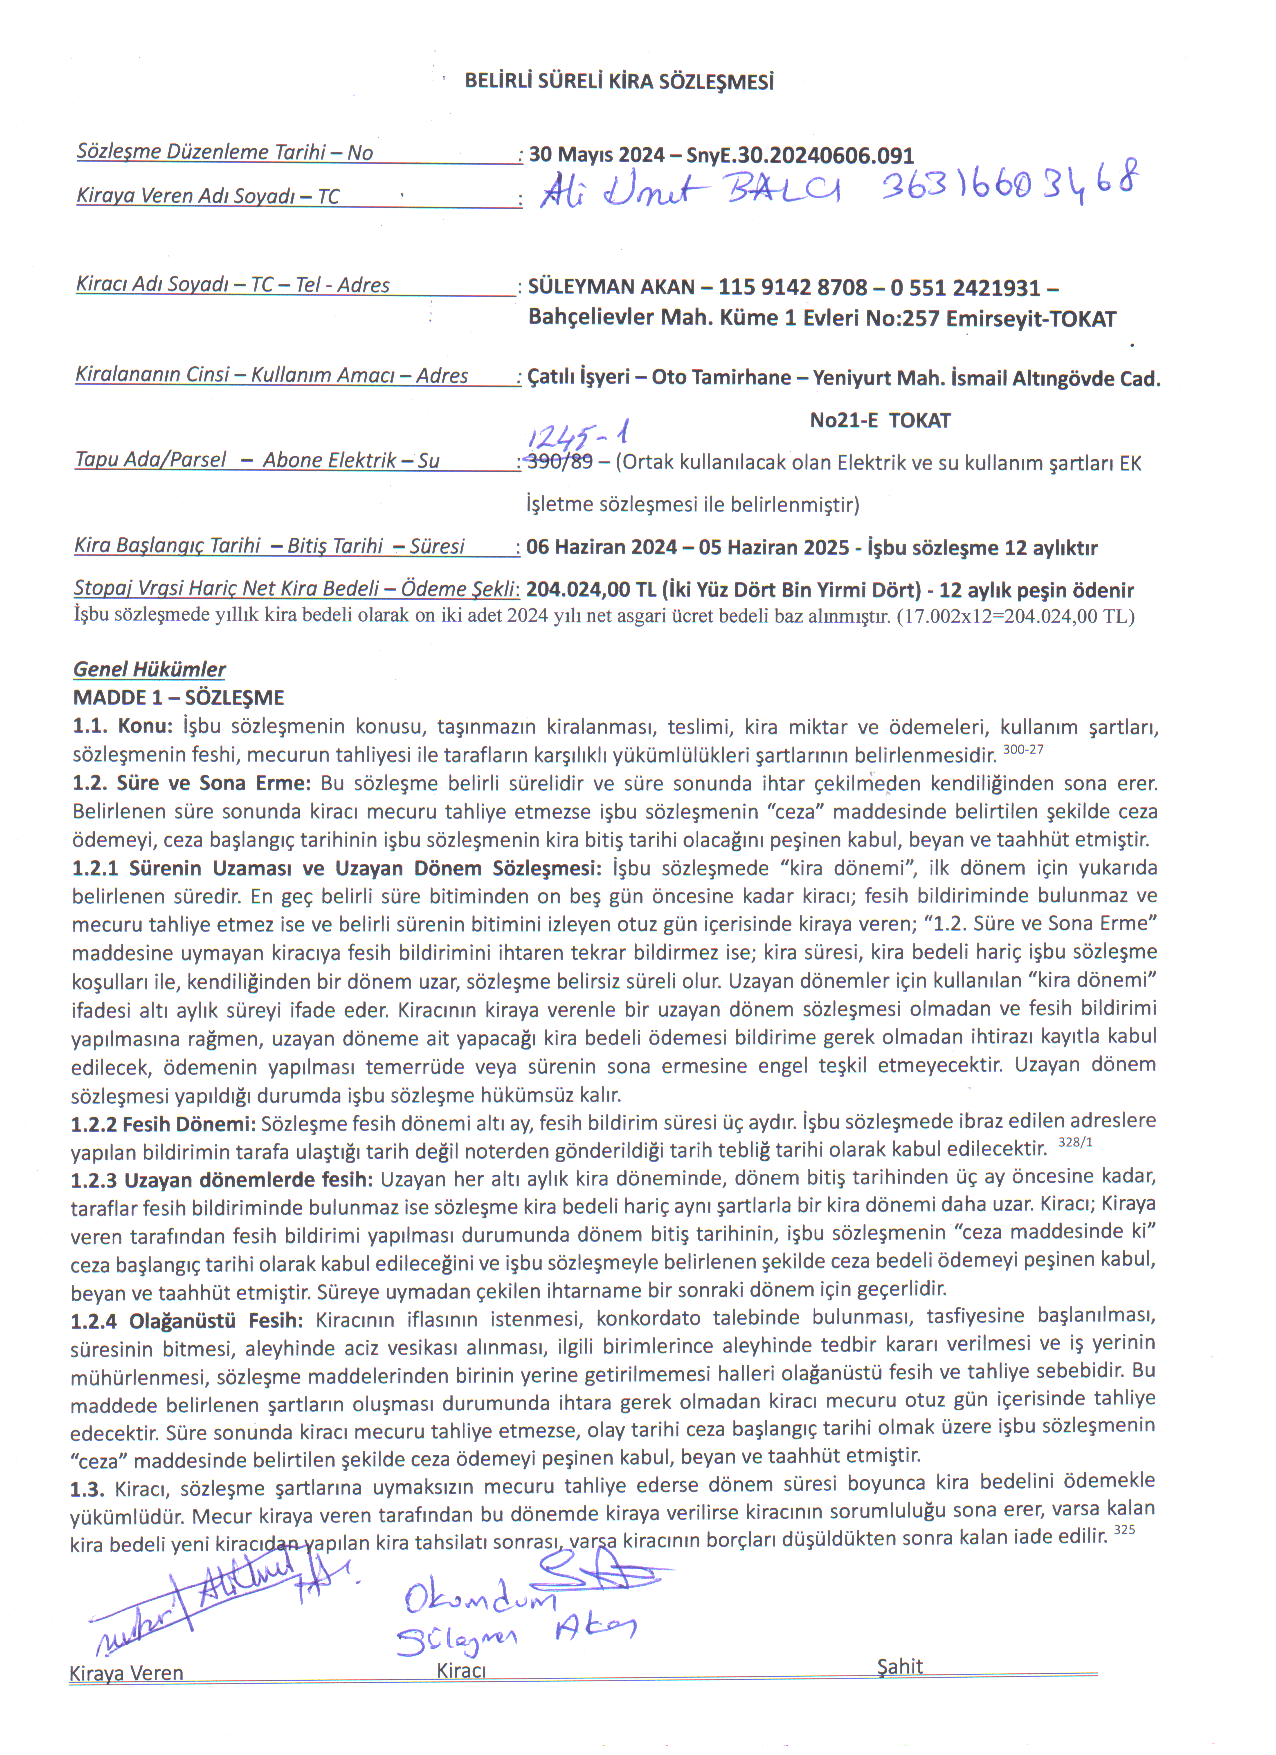 BELİRLİ SÜRELİ KİRA SÖZLEŞMESİ
Sözleşme Düzenleme Tarihi – No : 30 Mayıs 2024 – SnyE.30.20240606.091
Kiraya Veren Adı Soyadı – TC : Ali Ümit BALCI 36316603468
Kiracı Adı Soyadı – TC – Tel - Adres : SÜLEYMAN AKAN – 115 9142 8708 – 0 551 2421931 –
Bahçelievler Mah. Küme 1 Evleri No:257 Emirseyit-TOKAT
Kiralananın Cinsi – Kullanım Amacı – Adres : Çatılı İşyeri – Oto Tamirhane – Yeniyurt Mah. İsmail Altıngövde Cad.
No21-E TOKAT
1245-1
Tapu Ada/Parsel – Abone Elektrik – Su : 390/89 – (Ortak kullanılacak olan Elektrik ve su kullanım şartları EK
İşletme sözleşmesi ile belirlenmiştir)
Kira Başlangıç Tarihi – Bitiş Tarihi – Süresi : 06 Haziran 2024 – 05 Haziran 2025 - İşbu sözleşme 12 aylıktır
Stopaj Vrgsi Hariç Net Kira Bedeli – Ödeme Şekli: 204.024,00 TL (İki Yüz Dört Bin Yirmi Dört) - 12 aylık peşin ödenir
İşbu sözleşmede yıllık kira bedeli olarak on iki adet 2024 yılı net asgari ücret bedeli baz alınmıştır. (17.002x12=204.024,00 TL)
Genel Hükümler
MADDE 1 – SÖZLEŞME
1.1. Konu: İşbu sözleşmenin konusu, taşınmazın kiralanması, teslimi, kira miktar ve ödemeleri, kullanım şartları,
sözleşmenin feshi, mecurun tahliyesi ile tarafların karşılıklı yükümlülükleri şartlarının belirlenmesidir. 300-27
1.2. Süre ve Sona Erme: Bu sözleşme belirli sürelidir ve süre sonunda ihtar çekilmeden kendiliğinden sona erer.
Belirlenen süre sonunda kiracı mecuru tahliye etmezse işbu sözleşmenin “ceza” maddesinde belirtilen şekilde ceza
ödemeyi, ceza başlangıç tarihinin işbu sözleşmenin kira bitiş tarihi olacağını peşinen kabul, beyan ve taahhüt etmiştir.
1.2.1 Sürenin Uzaması ve Uzayan Dönem Sözleşmesi: İşbu sözleşmede “kira dönemi”, ilk dönem için yukarıda
belirlenen süredir. En geç belirli süre bitiminden on beş gün öncesine kadar kiracı; fesih bildiriminde bulunmaz ve
mecuru tahliye etmez ise ve belirli sürenin bitimini izleyen otuz gün içerisinde kiraya veren; “1.2. Süre ve Sona Erme”
maddesine uymayan kiracıya fesih bildirimini ihtaren tekrar bildirmez ise; kira süresi, kira bedeli hariç işbu sözleşme
koşulları ile, kendiliğinden bir dönem uzar, sözleşme belirsiz süreli olur. Uzayan dönemler için kullanılan “kira dönemi”
ifadesi altı aylık süreyi ifade eder. Kiracının kiraya verenle bir uzayan dönem sözleşmesi olmadan ve fesih bildirimi
yapılmasına rağmen, uzayan döneme ait yapacağı kira bedeli ödemesi bildirime gerek olmadan ihtirazı kayıtla kabul
edilecek, ödemenin yapılması temerrüde veya sürenin sona ermesine engel teşkil etmeyecektir. Uzayan dönem
sözleşmesi yapıldığı durumda işbu sözleşme hükümsüz kalır.
1.2.2 Fesih Dönemi: Sözleşme fesih dönemi altı ay, fesih bildirim süresi üç aydır. İşbu sözleşmede ibraz edilen adreslere
yapılan bildirimin tarafa ulaştığı tarih değil noterden gönderildiği tarih tebliğ tarihi olarak kabul edilecektir. 328/1
1.2.3 Uzayan dönemlerde fesih: Uzayan her altı aylık kira döneminde, dönem bitiş tarihinden üç ay öncesine kadar,
taraflar fesih bildiriminde bulunmaz ise sözleşme kira bedeli hariç aynı şartlarla bir kira dönemi daha uzar. Kiracı; Kiraya
veren tarafından fesih bildirimi yapılması durumunda dönem bitiş tarihinin, işbu sözleşmenin “ceza maddesinde ki”
ceza başlangıç tarihi olarak kabul edileceğini ve işbu sözleşmeyle belirlenen şekilde ceza bedeli ödemeyi peşinen kabul,
beyan ve taahhüt etmiştir. Süreye uymadan çekilen ihtarname bir sonraki dönem için geçerlidir.
1.2.4 Olağanüstü Fesih: Kiracının iflasının istenmesi, konkordato talebinde bulunması, tasfiyesine başlanılması,
süresinin bitmesi, aleyhinde aciz vesikası alınması, ilgili birimlerince aleyhinde tedbir kararı verilmesi ve iş yerinin
mühürlenmesi, sözleşme maddelerinden birinin yerine getirilmemesi halleri olağanüstü fesih ve tahliye sebebidir. Bu
maddede belirlenen şartların oluşması durumunda ihtara gerek olmadan kiracı mecuru otuz gün içerisinde tahliye
edecektir. Süre sonunda kiracı mecuru tahliye etmezse, olay tarihi ceza başlangıç tarihi olmak üzere işbu sözleşmenin
“ceza” maddesinde belirtilen şekilde ceza ödemeyi peşinen kabul, beyan ve taahhüt etmiştir.
1.3. Kiracı, sözleşme şartlarına uymaksızın mecuru tahliye ederse dönem süresi boyunca kira bedelini ödemekle
yükümlüdür. Mecur kiraya veren tarafından bu dönemde kiraya verilirse kiracının sorumluluğu sona erer, varsa kalan
kira bedeli yeni kiracıdan yapılan kira tahsilatı sonrası, varsa kiracının borçları düşüldükten sonra kalan iade edilir. 325
Okumdum
Süleyman Akan
Kiraya Veren Kiracı Şahit